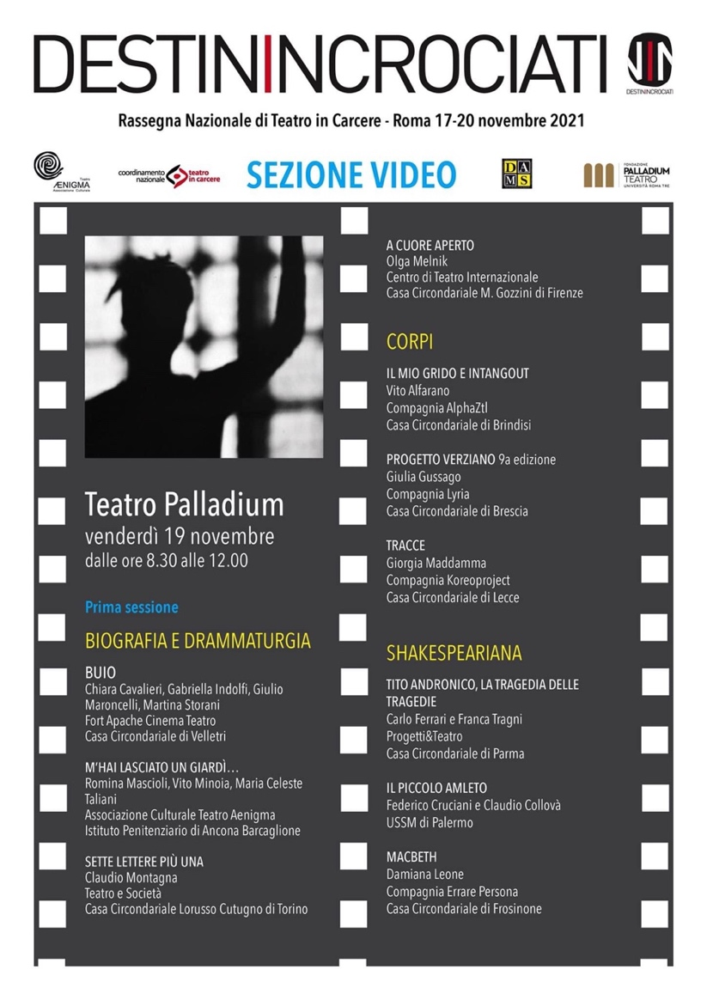 DESTININCROCIATI
DESTININCROCIATI
Rassegna Nazionale di Teatro in Carcere - Roma 17-20 novembre 2021
Teatro
ÆNIGMA
Associazione Culturale
coordinamento
nazionale
teatro
in carcere
SEZIONE VIDEO
DA
MS
FONDAZIONE
PALLADIUM
TEATRO
UNIVERSITÀ ROMA TRE
Teatro Palladium
venderdì 19 novembre
dalle ore 8.30 alle 12.00
Prima sessione
BIOGRAFIA E DRAMMATURGIA
BUIO
Chiara Cavalieri, Gabriella Indolfi, Giulio
Maroncelli, Martina Storani
Fort Apache Cinema Teatro
Casa Circondariale di Velletri
M'HAI LASCIATO UN GIARDÌ…
Romina Mascioli, Vito Minoia, Maria Celeste
Taliani
Associazione Culturale Teatro Aenigma
Istituto Penitenziario di Ancona Barcaglione
SETTE LETTERE PIÙ UNA
Claudio Montagna
Teatro e Società
Casa Circondariale Lorusso Cutugno di Torino
A CUORE APERTO
Olga Melnik
Centro di Teatro Internazionale
Casa Circondariale M. Gozzini di Firenze
CORPI
IL MIO GRIDO E INTANGOUT
Vito Alfarano
Compagnia AlphaZtl
Casa Circondariale di Brindisi
PROGETTO VERZIANO 9a edizione
Giulia Gussago
Compagnia Lyria
Casa Circondariale di Brescia
TRACCE
Giorgia Maddamma
Compagnia Koreoproject
Casa Circondariale di Lecce
SHAKESPEARIANA
TITO ANDRONICO, LA TRAGEDIA DELLE
TRAGEDIE
Carlo Ferrari e Franca Tragni
Progetti&Teatro
Casa Circondariale di Parma
IL PICCOLO AMLETO
Federico Cruciani e Claudio Collovà
USSM di Palermo
MACBETH
Damiana Leone
Compagnia Errare Persona
Casa Circondariale di Frosinone